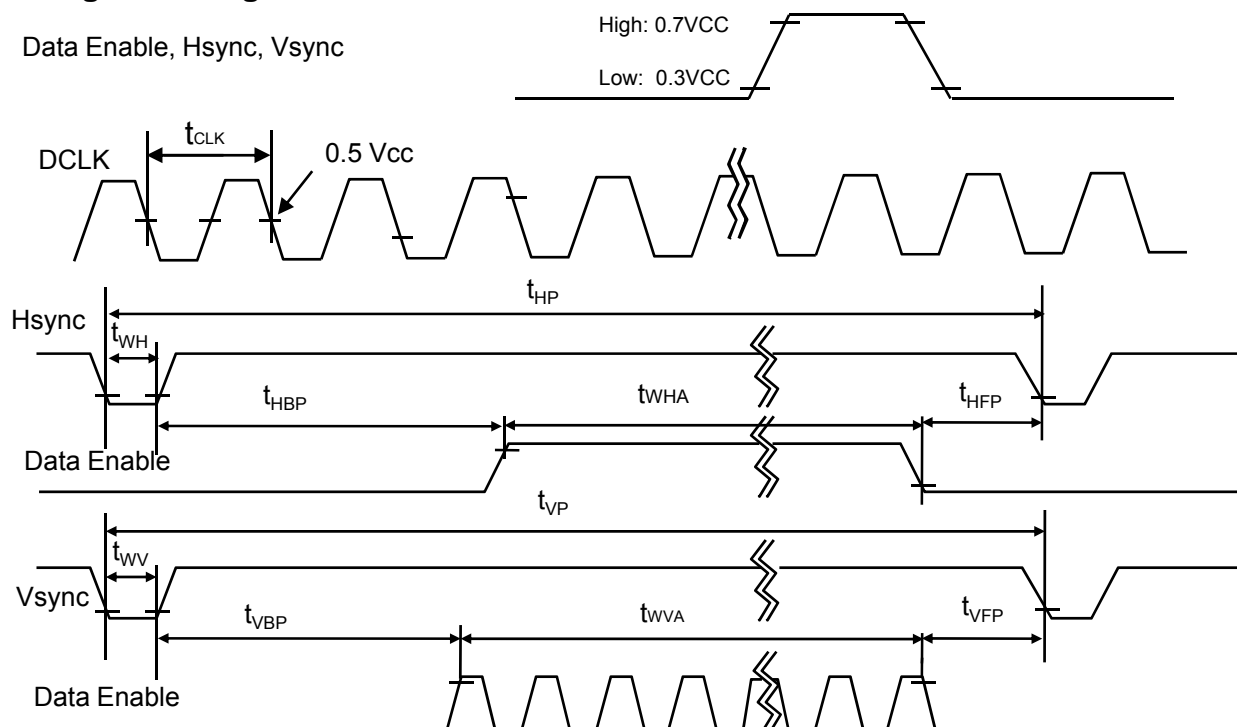 Data Enable, Hsync, Vsync
High: 0.7VCC
Low: 0.3VCC
tCLK
DCLK
0.5 Vcc
tHP
Hsync
tWH
tHBP
tWHA
tHFP
Data Enable
tVP
tWV
Vsync
tVBP
tWVA
tVFP
Data Enable